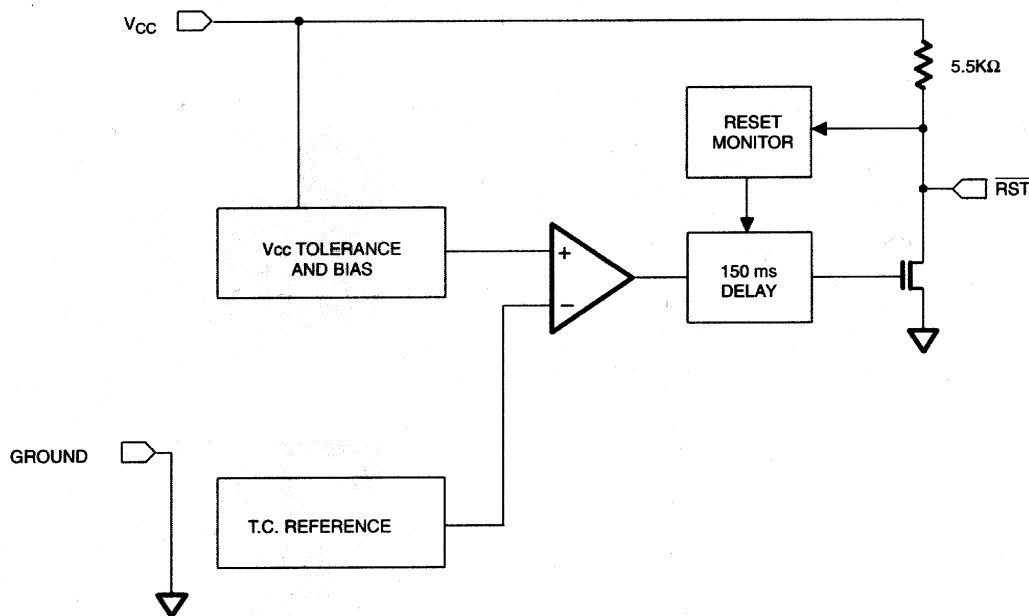 VCC
5.5KΩ
RESET
MONITOR
RST
Vcc TOLERANCE
AND BIAS
+
−
150 ms
DELAY
GROUND
T.C. REFERENCE